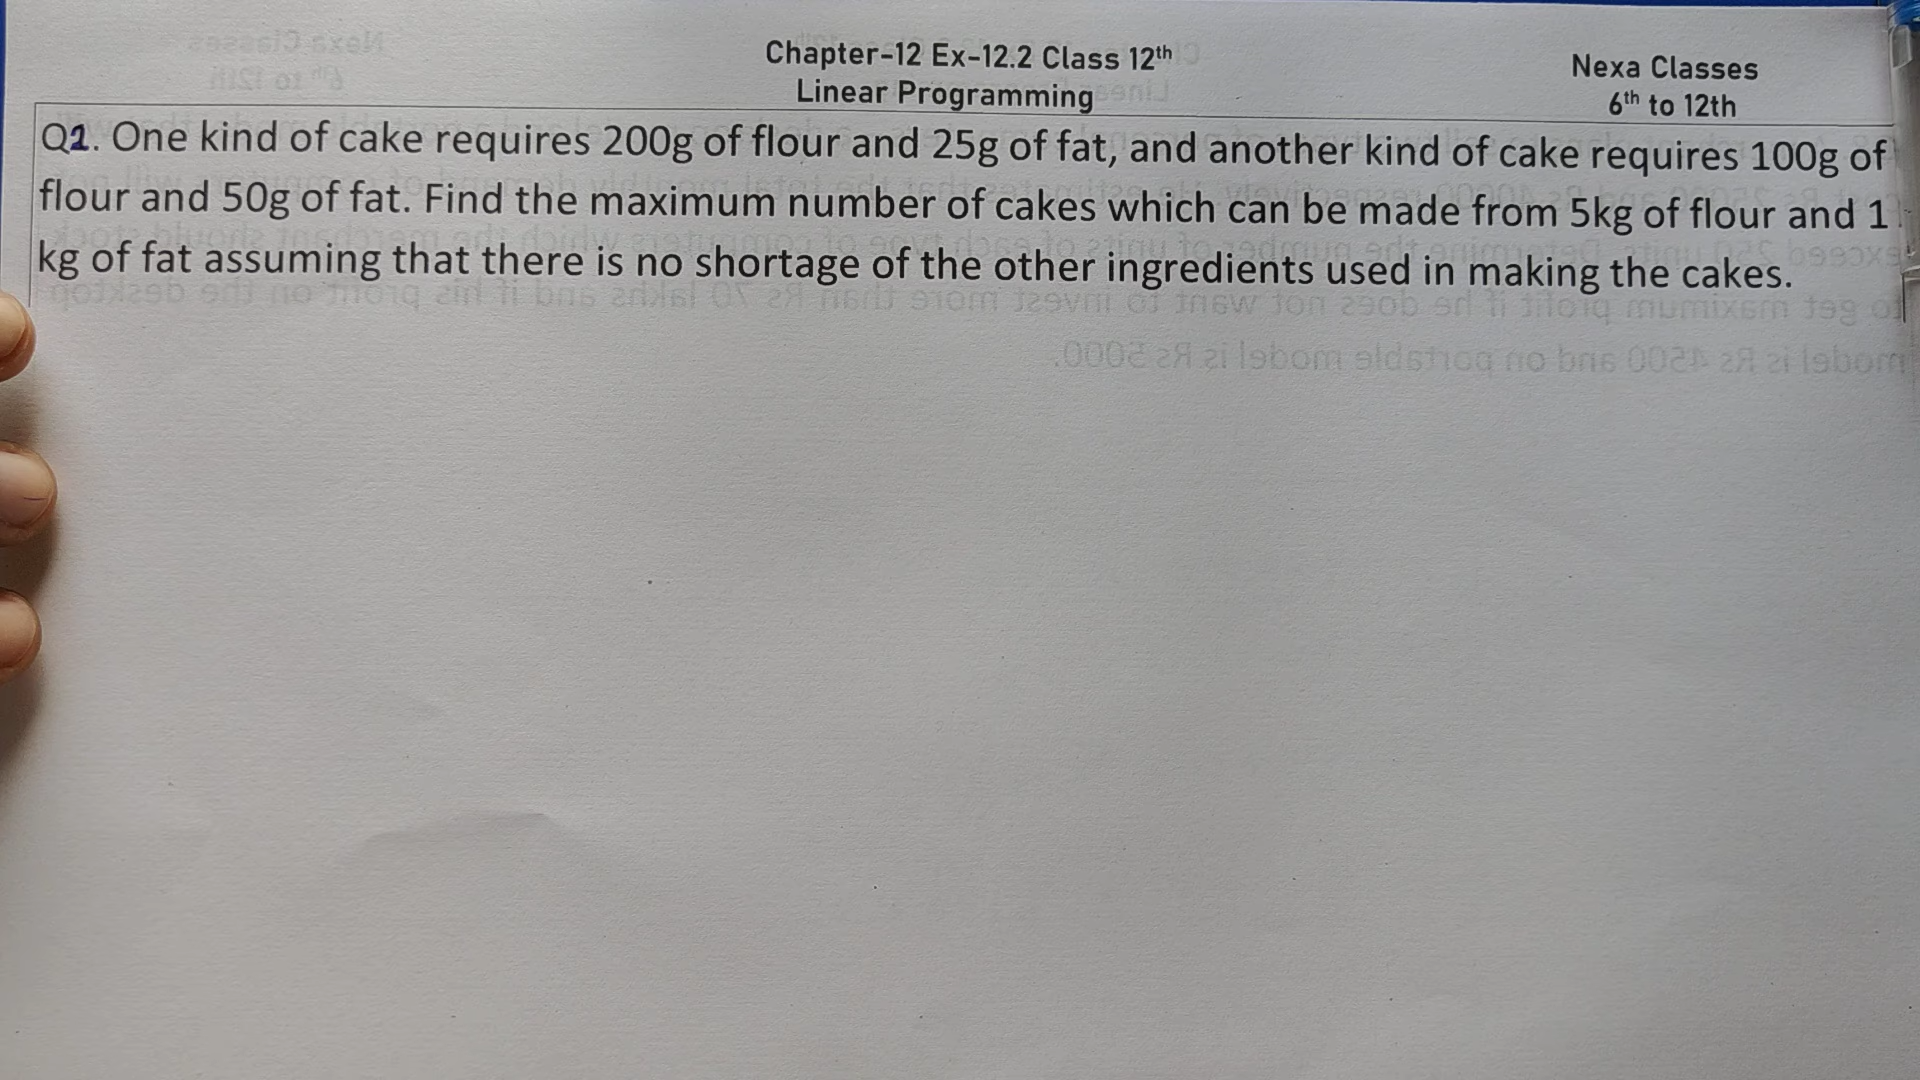 Chapter-12 Ex-12.2 Class 12th
Linear Programming
Nexa Classes
6th to 12th
Q2. One kind of cake requires 200g of flour and 25g of fat, and another kind of cake requires 100g of
flour and 50g of fat. Find the maximum number of cakes which can be made from 5kg of flour and 1
kg of fat assuming that there is no shortage of the other ingredients used in making the cakes.